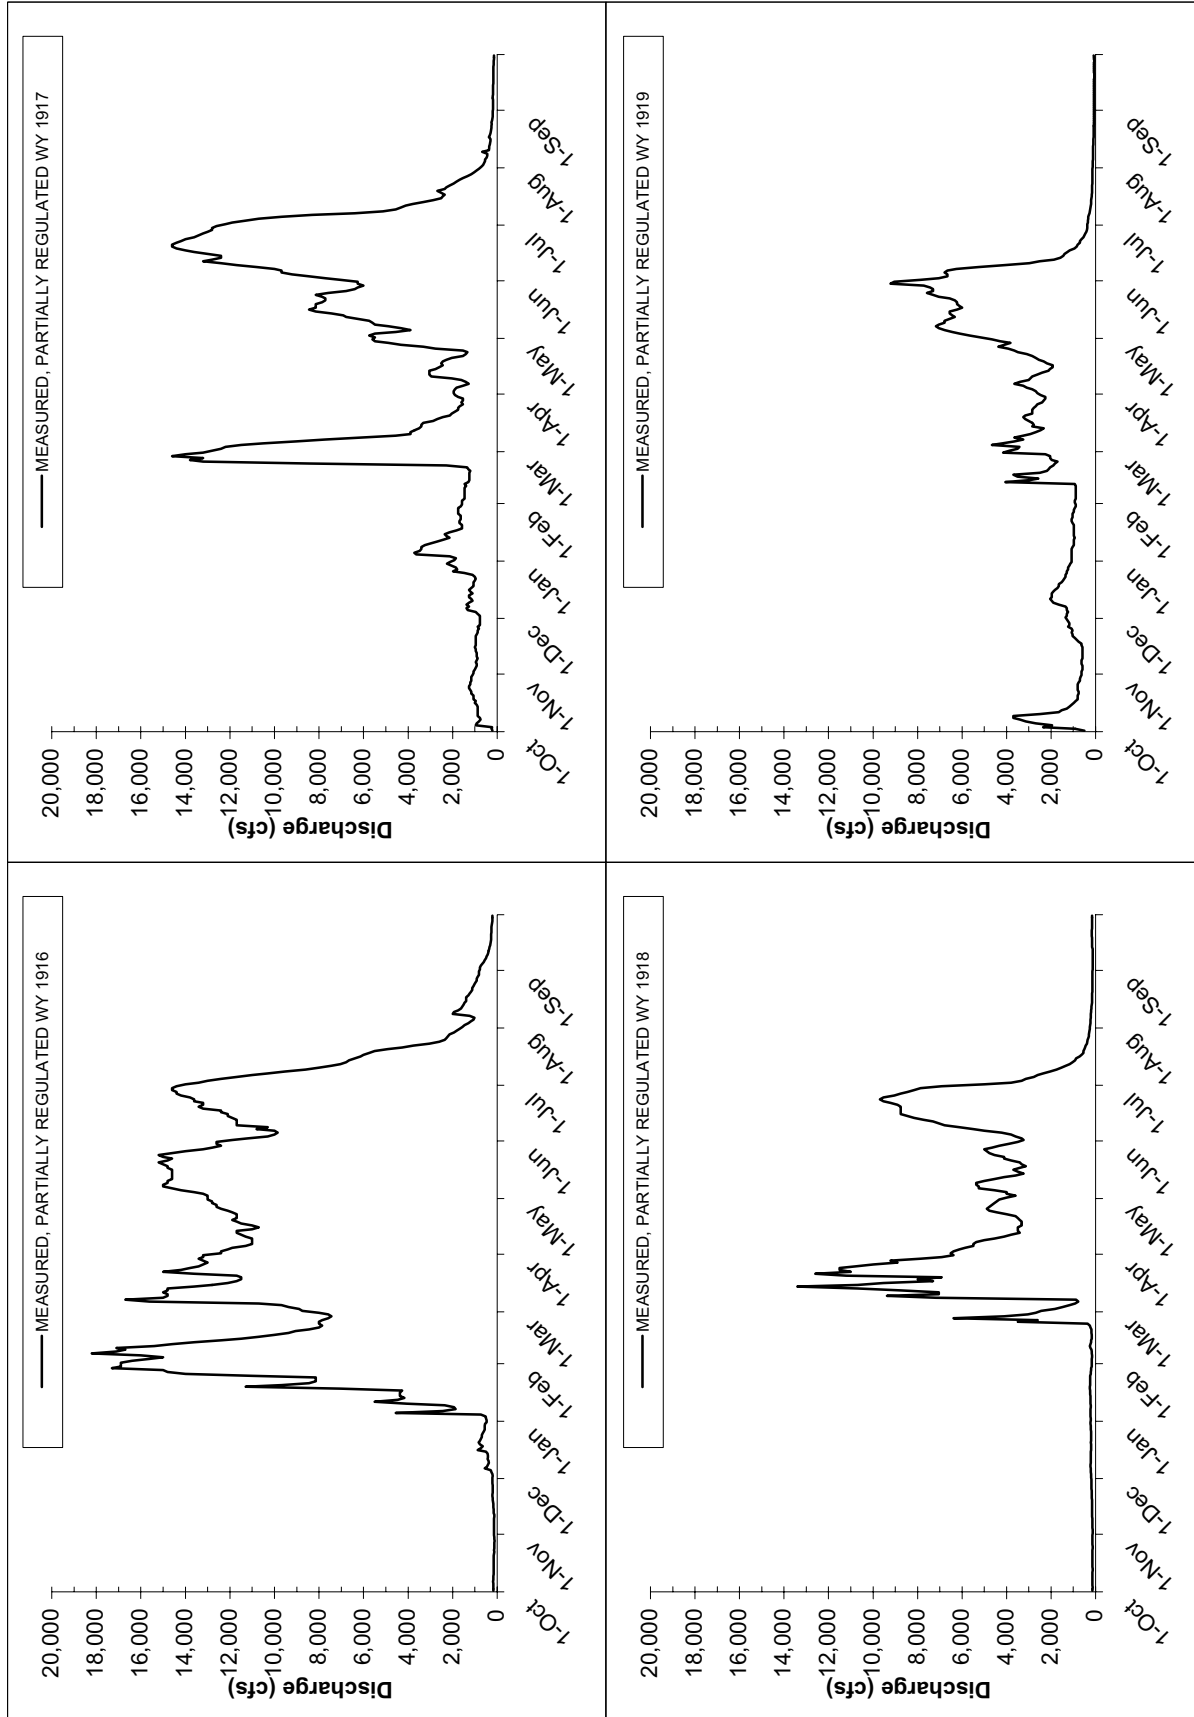 MEASURED, PARTIALLY REGULATED WY 1916
20,000
18,000
16,000
14,000
12,000
10,000
8,000
6,000
4,000
2,000
0
Discharge (cfs)
1-Oct
1-Nov
1-Dec
1-Jan
1-Feb
1-Mar
1-Apr
1-May
1-Jun
1-Jul
1-Aug
1-Sep
MEASURED, PARTIALLY REGULATED WY 1917
20,000
18,000
16,000
14,000
12,000
10,000
8,000
6,000
4,000
2,000
0
Discharge (cfs)
1-Oct
1-Nov
1-Dec
1-Jan
1-Feb
1-Mar
1-Apr
1-May
1-Jun
1-Jul
1-Aug
1-Sep
MEASURED, PARTIALLY REGULATED WY 1918
20,000
18,000
16,000
14,000
12,000
10,000
8,000
6,000
4,000
2,000
0
Discharge (cfs)
1-Oct
1-Nov
1-Dec
1-Jan
1-Feb
1-Mar
1-Apr
1-May
1-Jun
1-Jul
1-Aug
1-Sep
MEASURED, PARTIALLY REGULATED WY 1919
20,000
18,000
16,000
14,000
12,000
10,000
8,000
6,000
4,000
2,000
0
Discharge (cfs)
1-Oct
1-Nov
1-Dec
1-Jan
1-Feb
1-Mar
1-Apr
1-May
1-Jun
1-Jul
1-Aug
1-Sep